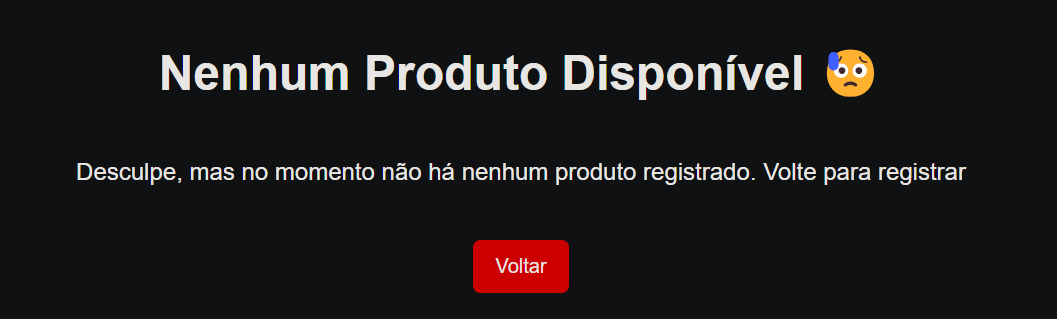 Nenhum Produto Disponível 😓
Desculpe, mas no momento não há nenhum produto registrado. Volte para registrar
Voltar